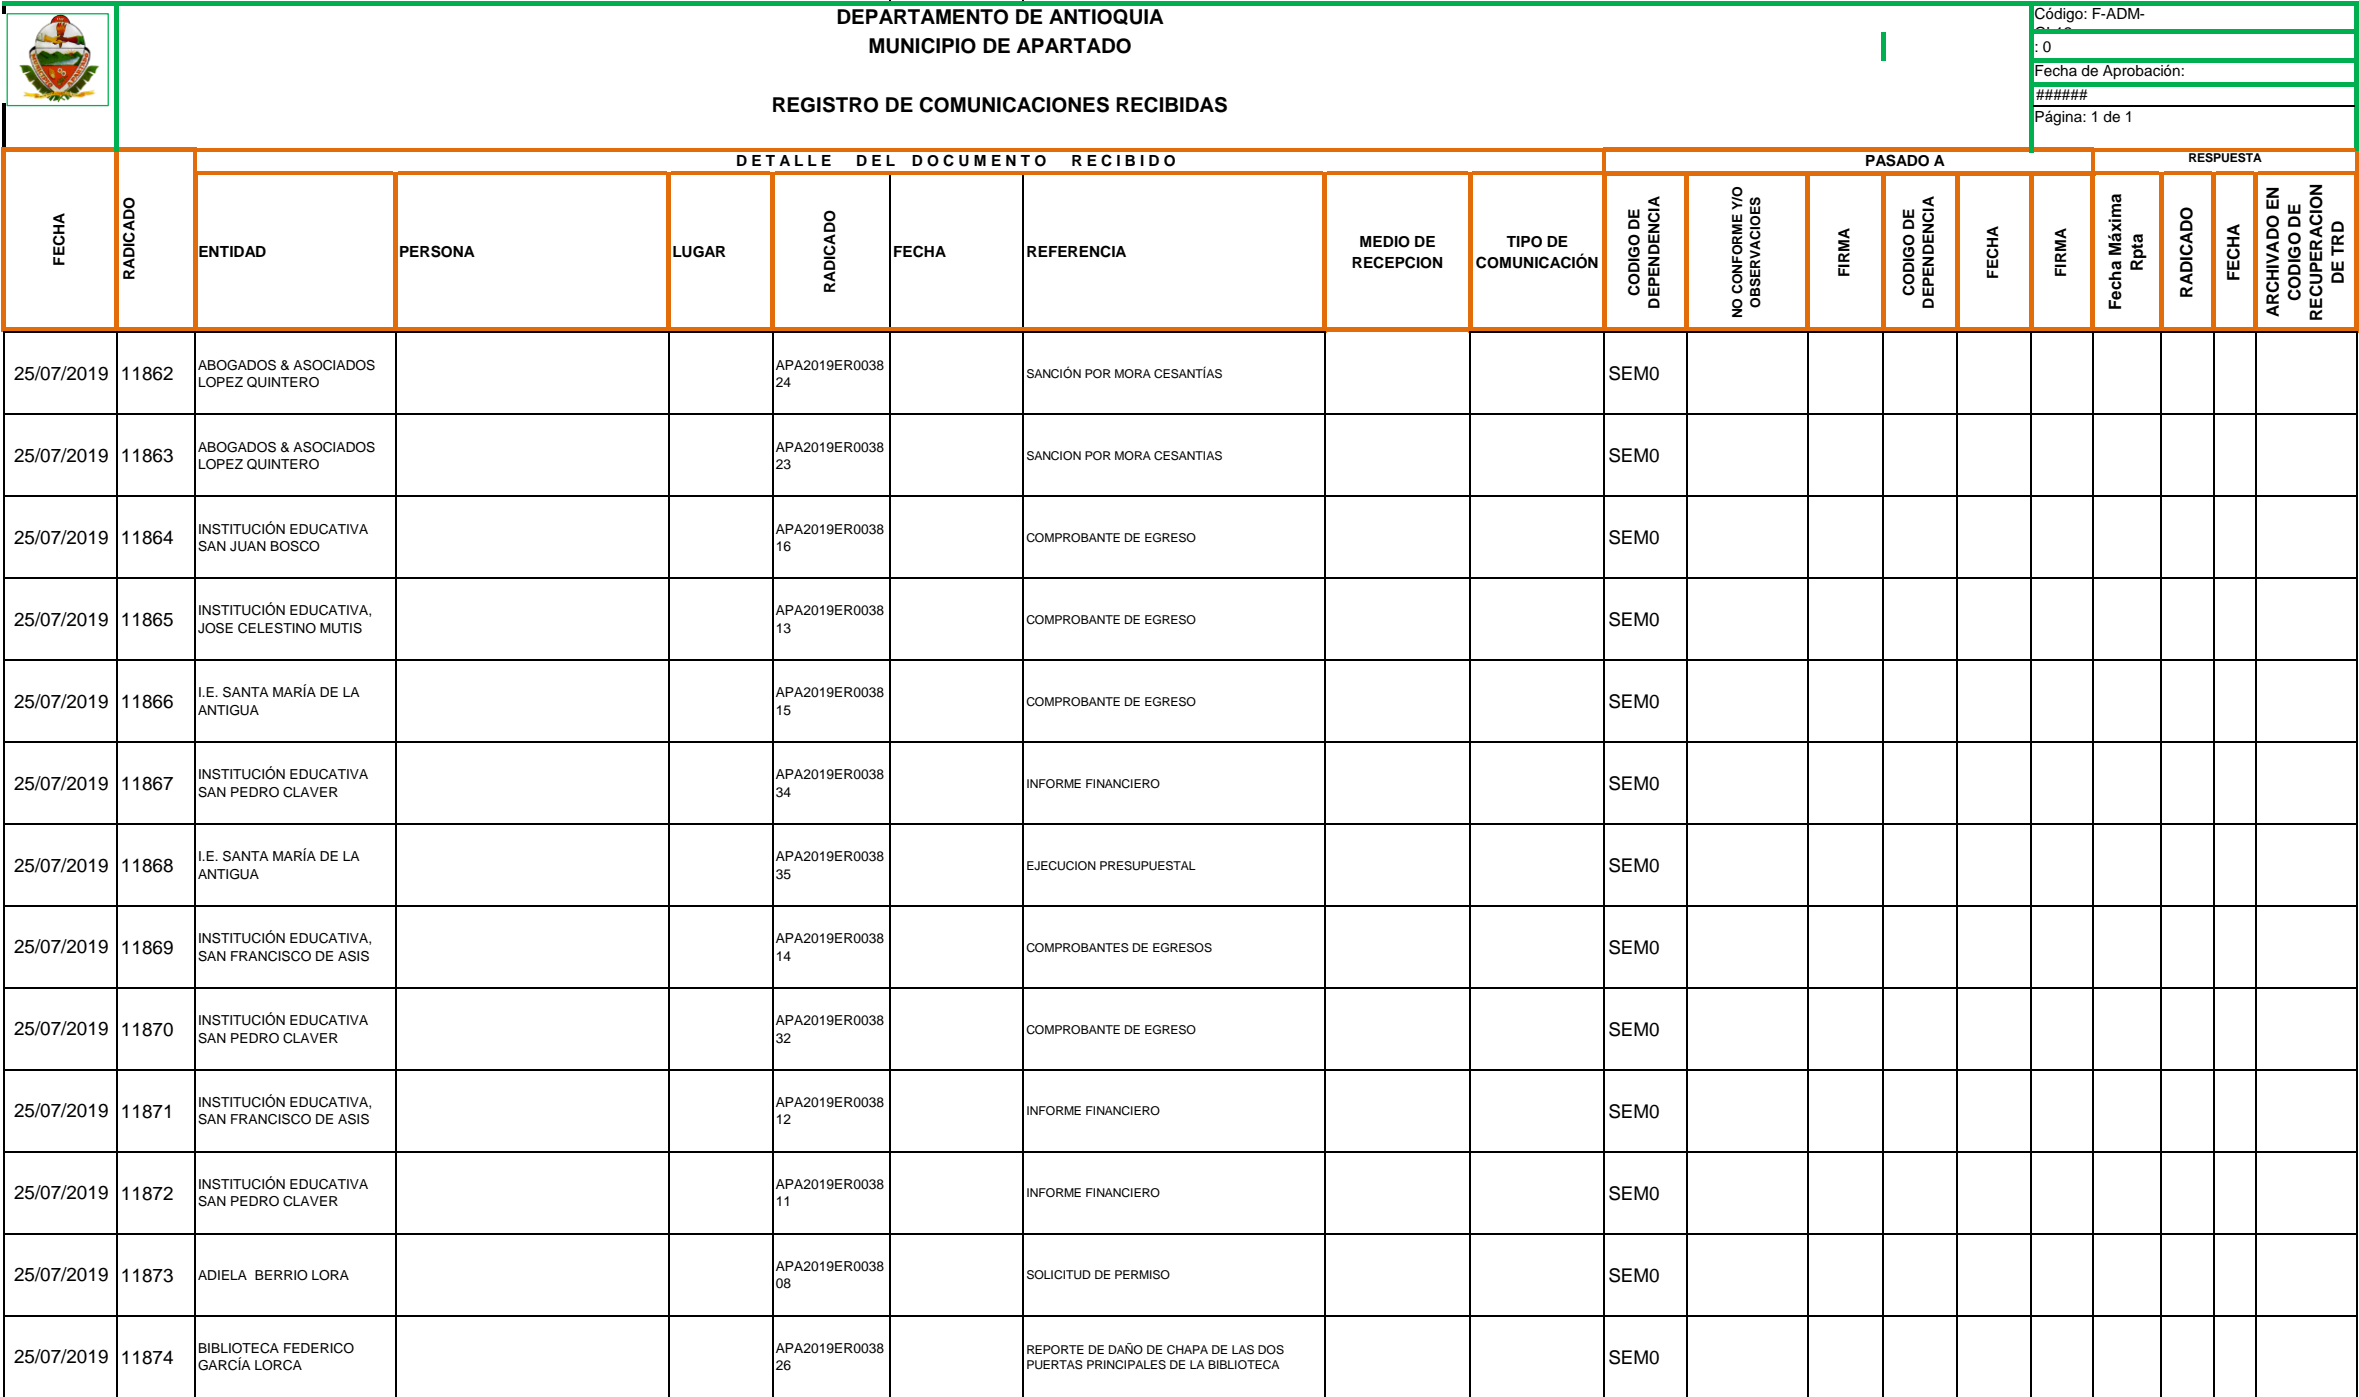 DEPARTAMENTO DE ANTIOQUIA
MUNICIPIO DE APARTADO
REGISTRO DE COMUNICACIONES RECIBIDAS
Código: F-ADM-
: 0
Fecha de Aprobación:
######
Página: 1 de 1
DETALLE DEL DOCUMENTO RECIBIDO
PASADO A
RESPUESTA
FECHA
RADICADO
ENTIDAD
PERSONA
LUGAR
RADICADO
FECHA
REFERENCIA
MEDIO DE
RECEPCION
TIPO DE
COMUNICACIÓN
CODIGO DE
DEPENDENCIA
NO CONFORME Y/O
OBSERVACIOES
FIRMA
CODIGO DE
DEPENDENCIA
FECHA
FIRMA
Fecha Máxima
Rpta
RADICADO
FECHA
ARCHIVADO EN
CODIGO DE
RECUPERACION
DE TRD
25/07/2019 11862
ABOGADOS & ASOCIADOS
LOPEZ QUINTERO
APA2019ER0038
24
SANCIÓN POR MORA CESANTÍAS
SEM0
25/07/2019 11863
ABOGADOS & ASOCIADOS
LOPEZ QUINTERO
APA2019ER0038
23
SANCION POR MORA CESANTIAS
SEM0
25/07/2019 11864
INSTITUCIÓN EDUCATIVA
SAN JUAN BOSCO
APA2019ER0038
16
COMPROBANTE DE EGRESO
SEM0
25/07/2019 11865
INSTITUCIÓN EDUCATIVA,
JOSE CELESTINO MUTIS
APA2019ER0038
13
COMPROBANTE DE EGRESO
SEM0
25/07/2019 11866
I.E. SANTA MARÍA DE LA
ANTIGUA
APA2019ER0038
15
COMPROBANTE DE EGRESO
SEM0
25/07/2019 11867
INSTITUCIÓN EDUCATIVA
SAN PEDRO CLAVER
APA2019ER0038
34
INFORME FINANCIERO
SEM0
25/07/2019 11868
I.E. SANTA MARÍA DE LA
ANTIGUA
APA2019ER0038
35
EJECUCION PRESUPUESTAL
SEM0
25/07/2019 11869
INSTITUCIÓN EDUCATIVA,
SAN FRANCISCO DE ASIS
APA2019ER0038
14
COMPROBANTES DE EGRESOS
SEM0
25/07/2019 11870
INSTITUCIÓN EDUCATIVA
SAN PEDRO CLAVER
APA2019ER0038
32
COMPROBANTE DE EGRESO
SEM0
25/07/2019 11871
INSTITUCIÓN EDUCATIVA,
SAN FRANCISCO DE ASIS
APA2019ER0038
12
INFORME FINANCIERO
SEM0
25/07/2019 11872
INSTITUCIÓN EDUCATIVA
SAN PEDRO CLAVER
APA2019ER0038
11
INFORME FINANCIERO
SEM0
25/07/2019 11873
ADIELA BERRIO LORA
APA2019ER0038
08
SOLICITUD DE PERMISO
SEM0
25/07/2019 11874
BIBLIOTECA FEDERICO
GARCÍA LORCA
APA2019ER0038
26
REPORTE DE DAÑO DE CHAPA DE LAS DOS
PUERTAS PRINCIPALES DE LA BIBLIOTECA
SEM0